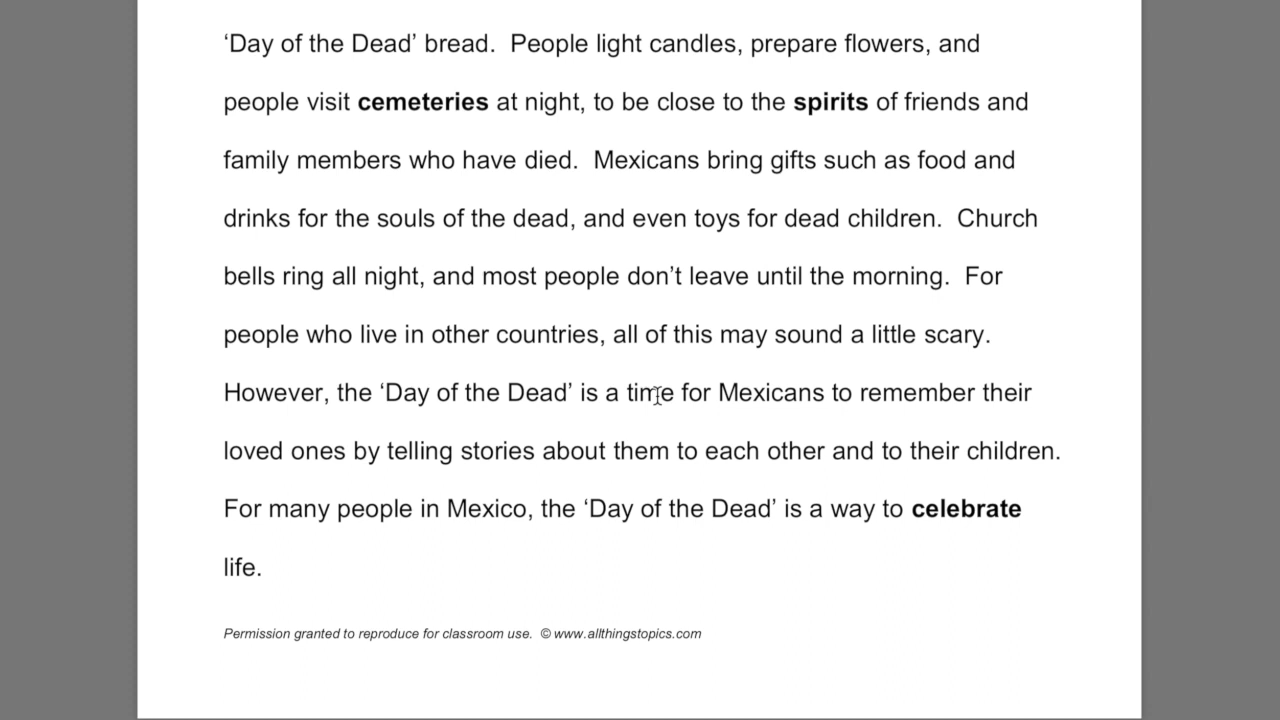 ‘Day of the Dead’ bread.  People light candles, prepare flowers, and
people visit cemeteries at night, to be close to the spirits of friends and
family members who have died.  Mexicans bring gifts such as food and
drinks for the souls of the dead, and even toys for dead children.  Church
bells ring all night, and most people don’t leave until the morning.  For
people who live in other countries, all of this may sound a little scary.
However, the ‘Day of the Dead’ is a time for Mexicans to remember their
loved ones by telling stories about them to each other and to their children.
For many people in Mexico, the ‘Day of the Dead’ is a way to celebrate
life.
Permission granted to reproduce for classroom use.  © www.allthingstopics.com